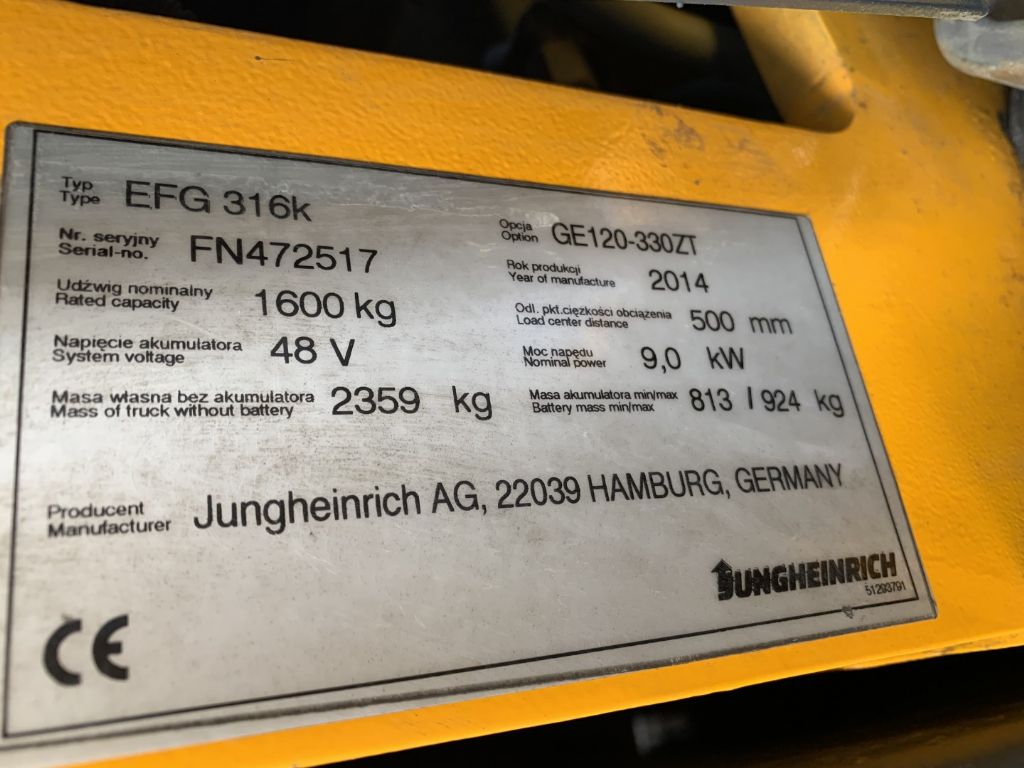 Typ
Type EFG 316k
Opcja
Option GE120-330ZT
Nr. seryjny
Serial-no. FN472517
Rok produkcji
Year of manufacture 2014
Udźwig nominalny
Rated capacity 1600 kg
Odl. pkt.ciężkości obciążenia
Load center distance 500 mm
Napięcie akumulatora
System voltage 48 V
Moc napędu
Nominal power 9,0 kW
Masa własna bez akumulatora
Mass of truck without battery 2359 kg
Masa akumulatora min/max
Battery mass min/max 813 / 924 kg
Producent
Manufacturer Jungheinrich AG, 22039 HAMBURG, GERMANY
JUNGHEINRICH
51293791
CE